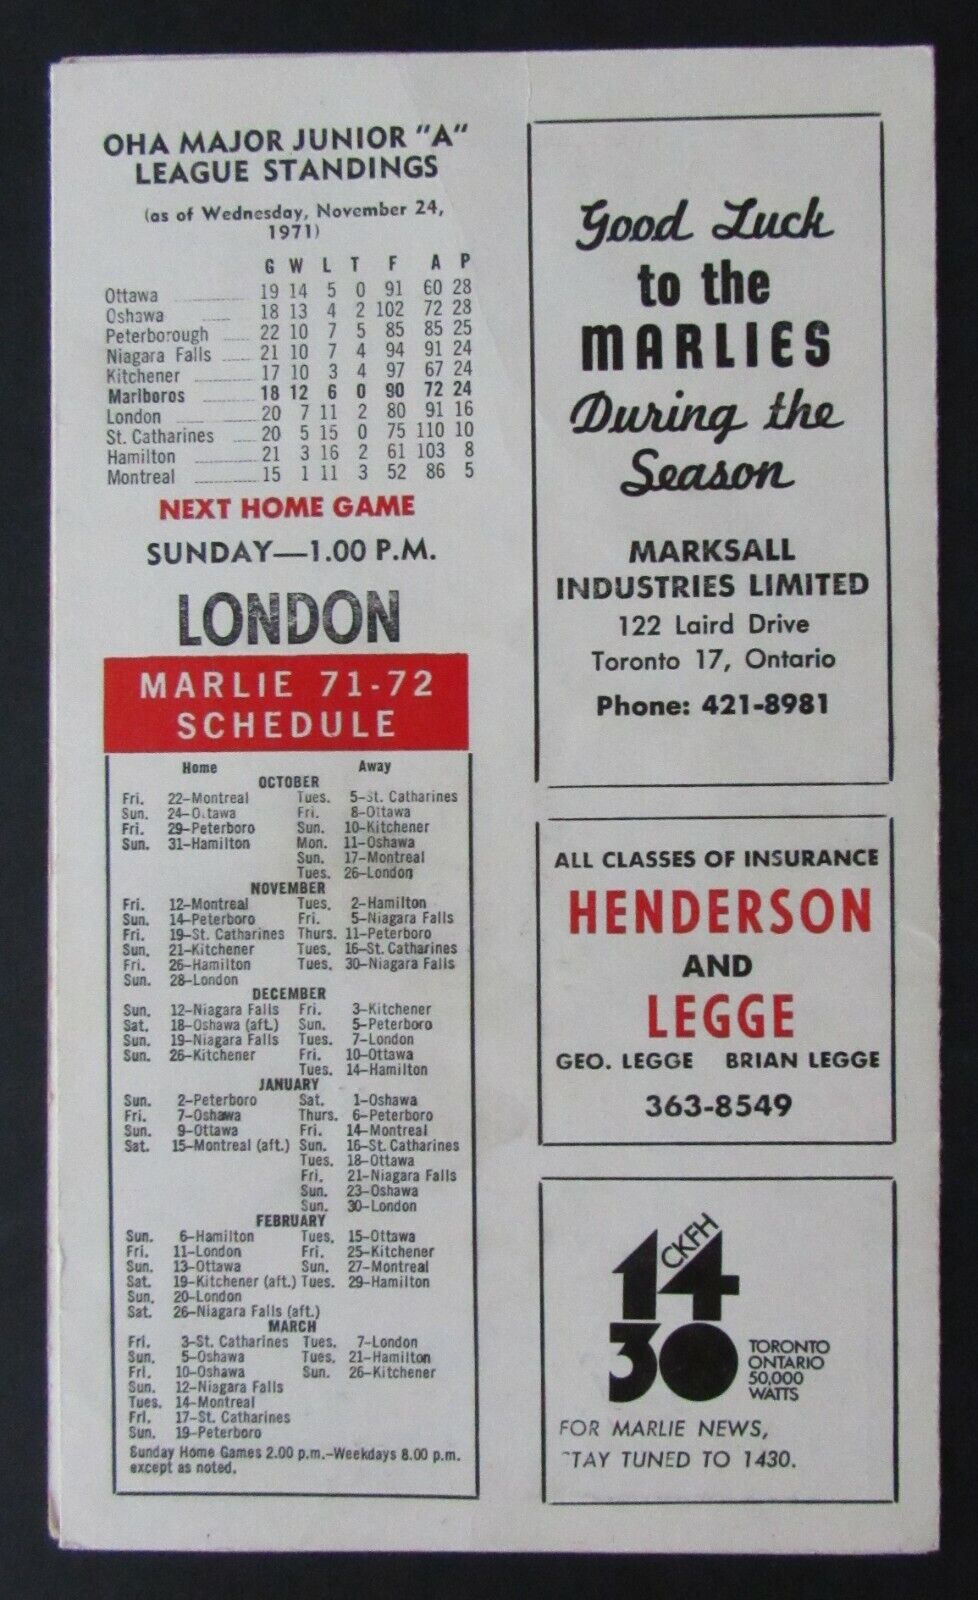 OHA MAJOR JUNIOR "A"
LEAGUE STANDINGS
(as of Wednesday, November 24,
1971)
G W L T F A P
Ottawa 19 14 5 0 91 60 28
Oshawa 18 13 4 2 102 72 28
Peterborough 22 10 7 5 85 85 25
Niagara Falls 21 10 7 4 94 91 24
Kitchener 17 10 3 4 97 67 24
Marlboros 18 12 6 0 90 72 24
London 20 7 11 2 80 91 16
St. Catharines 20 5 15 0 75 110 10
Hamilton 21 3 16 2 61 103 8
Montreal 15 1 11 3 52 86 5
NEXT HOME GAME
SUNDAY—1.00 P.M.
LONDON
MARLIE 71-72
SCHEDULE
Home Away
OCTOBER
Fri. 22-Montreal Tues. 5-St. Catharines
Sun. 24-Ottawa Fri. 8-Ottawa
Fri. 29-Peterboro Sun. 10-Kitchener
Sun. 31-Hamilton Mon. 11-Oshawa
Sun. 17-Montreal
Tues. 26-London
NOVEMBER
Fri. 12-Montreal Tues. 2-Hamilton
Sun. 14-Peterboro Fri. 5-Niagara Falls
Fri. 19-St. Catharines Thurs. 11-Peterboro
Sun. 21-Kitchener Tues. 16-St. Catharines
Fri. 26-Hamilton Tues. 30-Niagara Falls
Sun. 28-London
DECEMBER
Sun. 12-Niagara Falls Fri. 3-Kitchener
Sat. 18-Oshawa (aft.) Sun. 5-Peterboro
Sun. 19-Niagara Falls Tues. 7-London
Sun. 26-Kitchener Fri. 10-Ottawa
Tues. 14-Hamilton
JANUARY
Sun. 2-Peterboro Sat. 1-Oshawa
Fri. 7-Oshawa Thurs. 6-Peterboro
Sun. 9-Ottawa Fri. 14-Montreal
Sat. 15-Montreal (aft.) Sun. 16-St. Catharines
Tues. 18-Ottawa
Fri. 21-Niagara Falls
Sun. 23-Oshawa
Sun. 30-London
FEBRUARY
Sun. 6-Hamilton Tues. 15-Ottawa
Fri. 11-London Fri. 25-Kitchener
Sun. 13-Ottawa Sun. 27-Montreal
Sat. 19-Kitchener (aft.) Tues. 29-Hamilton
Sun. 20-London
Sat. 26-Niagara Falls (aft.)
MARCH
Fri. 3-St. Catharines Tues. 7-London
Sun. 5-Oshawa Tues. 21-Hamilton
Fri. 10-Oshawa Sun. 26-Kitchener
Sun. 12-Niagara Falls
Tues. 14-Montreal
Fri. 17-St. Catharines
Sun. 19-Peterboro
Sunday Home Games 2.00 p.m.-Weekdays 8.00 p.m.
except as noted.
Good Luck
to the
MARLIES
During the
Season
MARKSALL
INDUSTRIES LIMITED
122 Laird Drive
Toronto 17, Ontario
Phone: 421-8981
ALL CLASSES OF INSURANCE
HENDERSON
AND
LEGGE
GEO. LEGGE BRIAN LEGGE
363-8549
CKFH
14
30
TORONTO
ONTARIO
50,000
WATTS
FOR MARLIE NEWS,
STAY TUNED TO 1430.